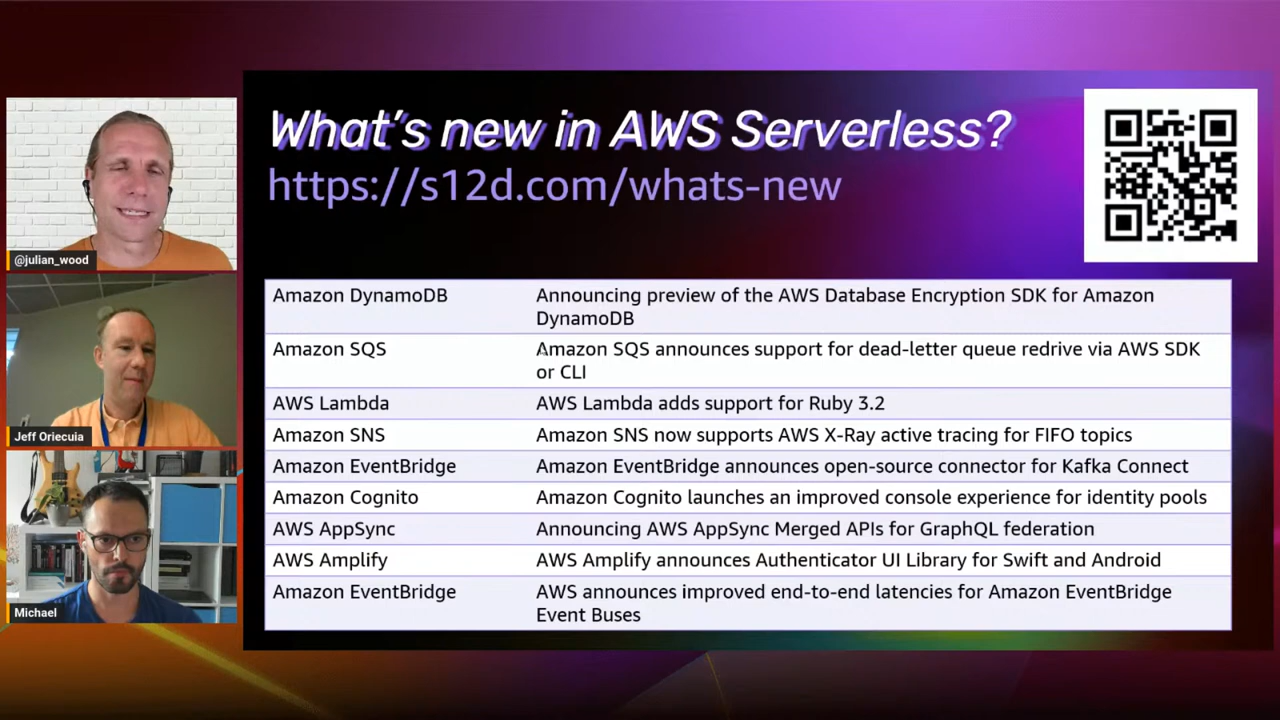 What's new in AWS Serverless?
https://s12d.com/whats-new
@julian_wood
Jeff Oriecuia
Michael
Amazon DynamoDB
Announcing preview of the AWS Database Encryption SDK for Amazon
DynamoDB
Amazon SQS
Amazon SQS announces support for dead-letter queue redrive via AWS SDK
or CLI
AWS Lambda
AWS Lambda adds support for Ruby 3.2
Amazon SNS
Amazon SNS now supports AWS X-Ray active tracing for FIFO topics
Amazon EventBridge
Amazon EventBridge announces open-source connector for Kafka Connect
Amazon Cognito
Amazon Cognito launches an improved console experience for identity pools
AWS AppSync
Announcing AWS AppSync Merged APIs for GraphQL federation
AWS Amplify
AWS Amplify announces Authenticator UI Library for Swift and Android
Amazon EventBridge
AWS announces improved end-to-end latencies for Amazon EventBridge
Event Buses